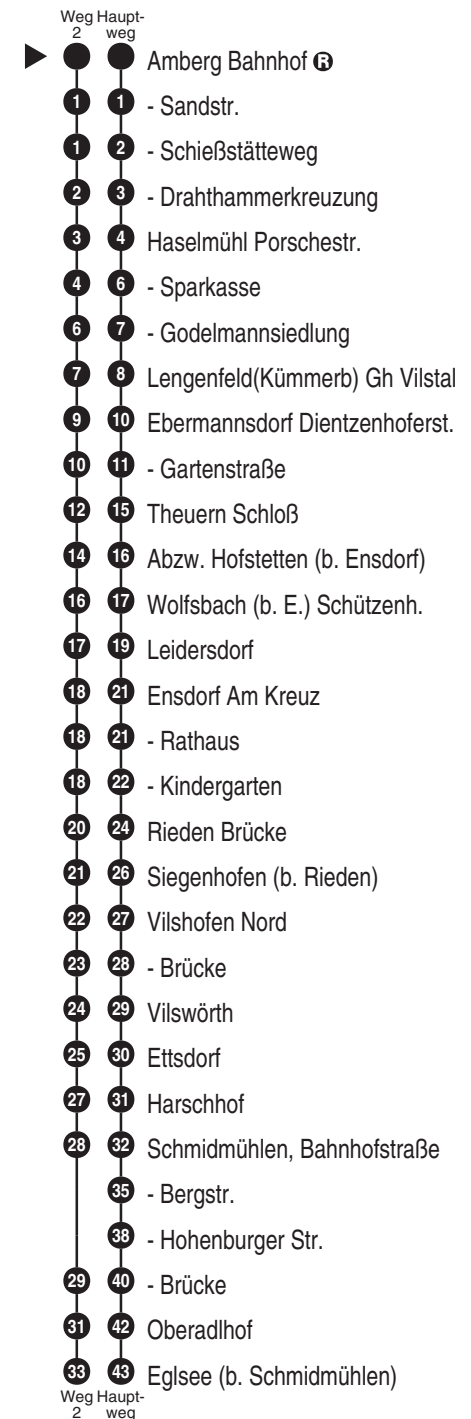 Weg Haupt-
2 weg
Amberg Bahnhof R
1 1 - Sandstr.
1 2 - Schießstätteweg
2 3 - Drahthammerkreuzung
3 4 Haselmühl Porschestr.
4 6 - Sparkasse
6 7 - Godelmannsiedlung
7 8 Lengenfeld(Kümmerb) Gh Vilstal
9 10 Ebermannsdorf Dientzenhoferst.
10 11 - Gartenstraße
12 15 Theuern Schloß
14 16 Abzw. Hofstetten (b. Ensdorf)
16 17 Wolfsbach (b. E.) Schützenh.
17 19 Leidersdorf
18 21 Ensdorf Am Kreuz
18 21 - Rathaus
18 22 - Kindergarten
20 24 Rieden Brücke
21 26 Siegenhofen (b. Rieden)
22 27 Vilshofen Nord
23 28 - Brücke
24 29 Vilswörth
25 30 Ettsdorf
27 31 Harschhof
28 32 Schmidmühlen, Bahnhofstraße
35 - Bergstr.
38 - Hohenburger Str.
29 40 - Brücke
31 42 Oberadlhof
33 43 Eglsee (b. Schmidmühlen)
Weg Haupt-
2 weg